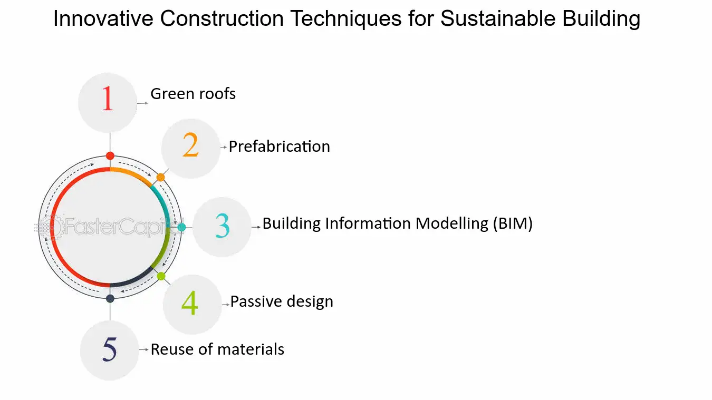 Innovative Construction Techniques for Sustainable Building
1
Green roofs
2
Prefabrication
3
Building Information Modelling (BIM)
FasterCapital
4
Passive design
5
Reuse of materials